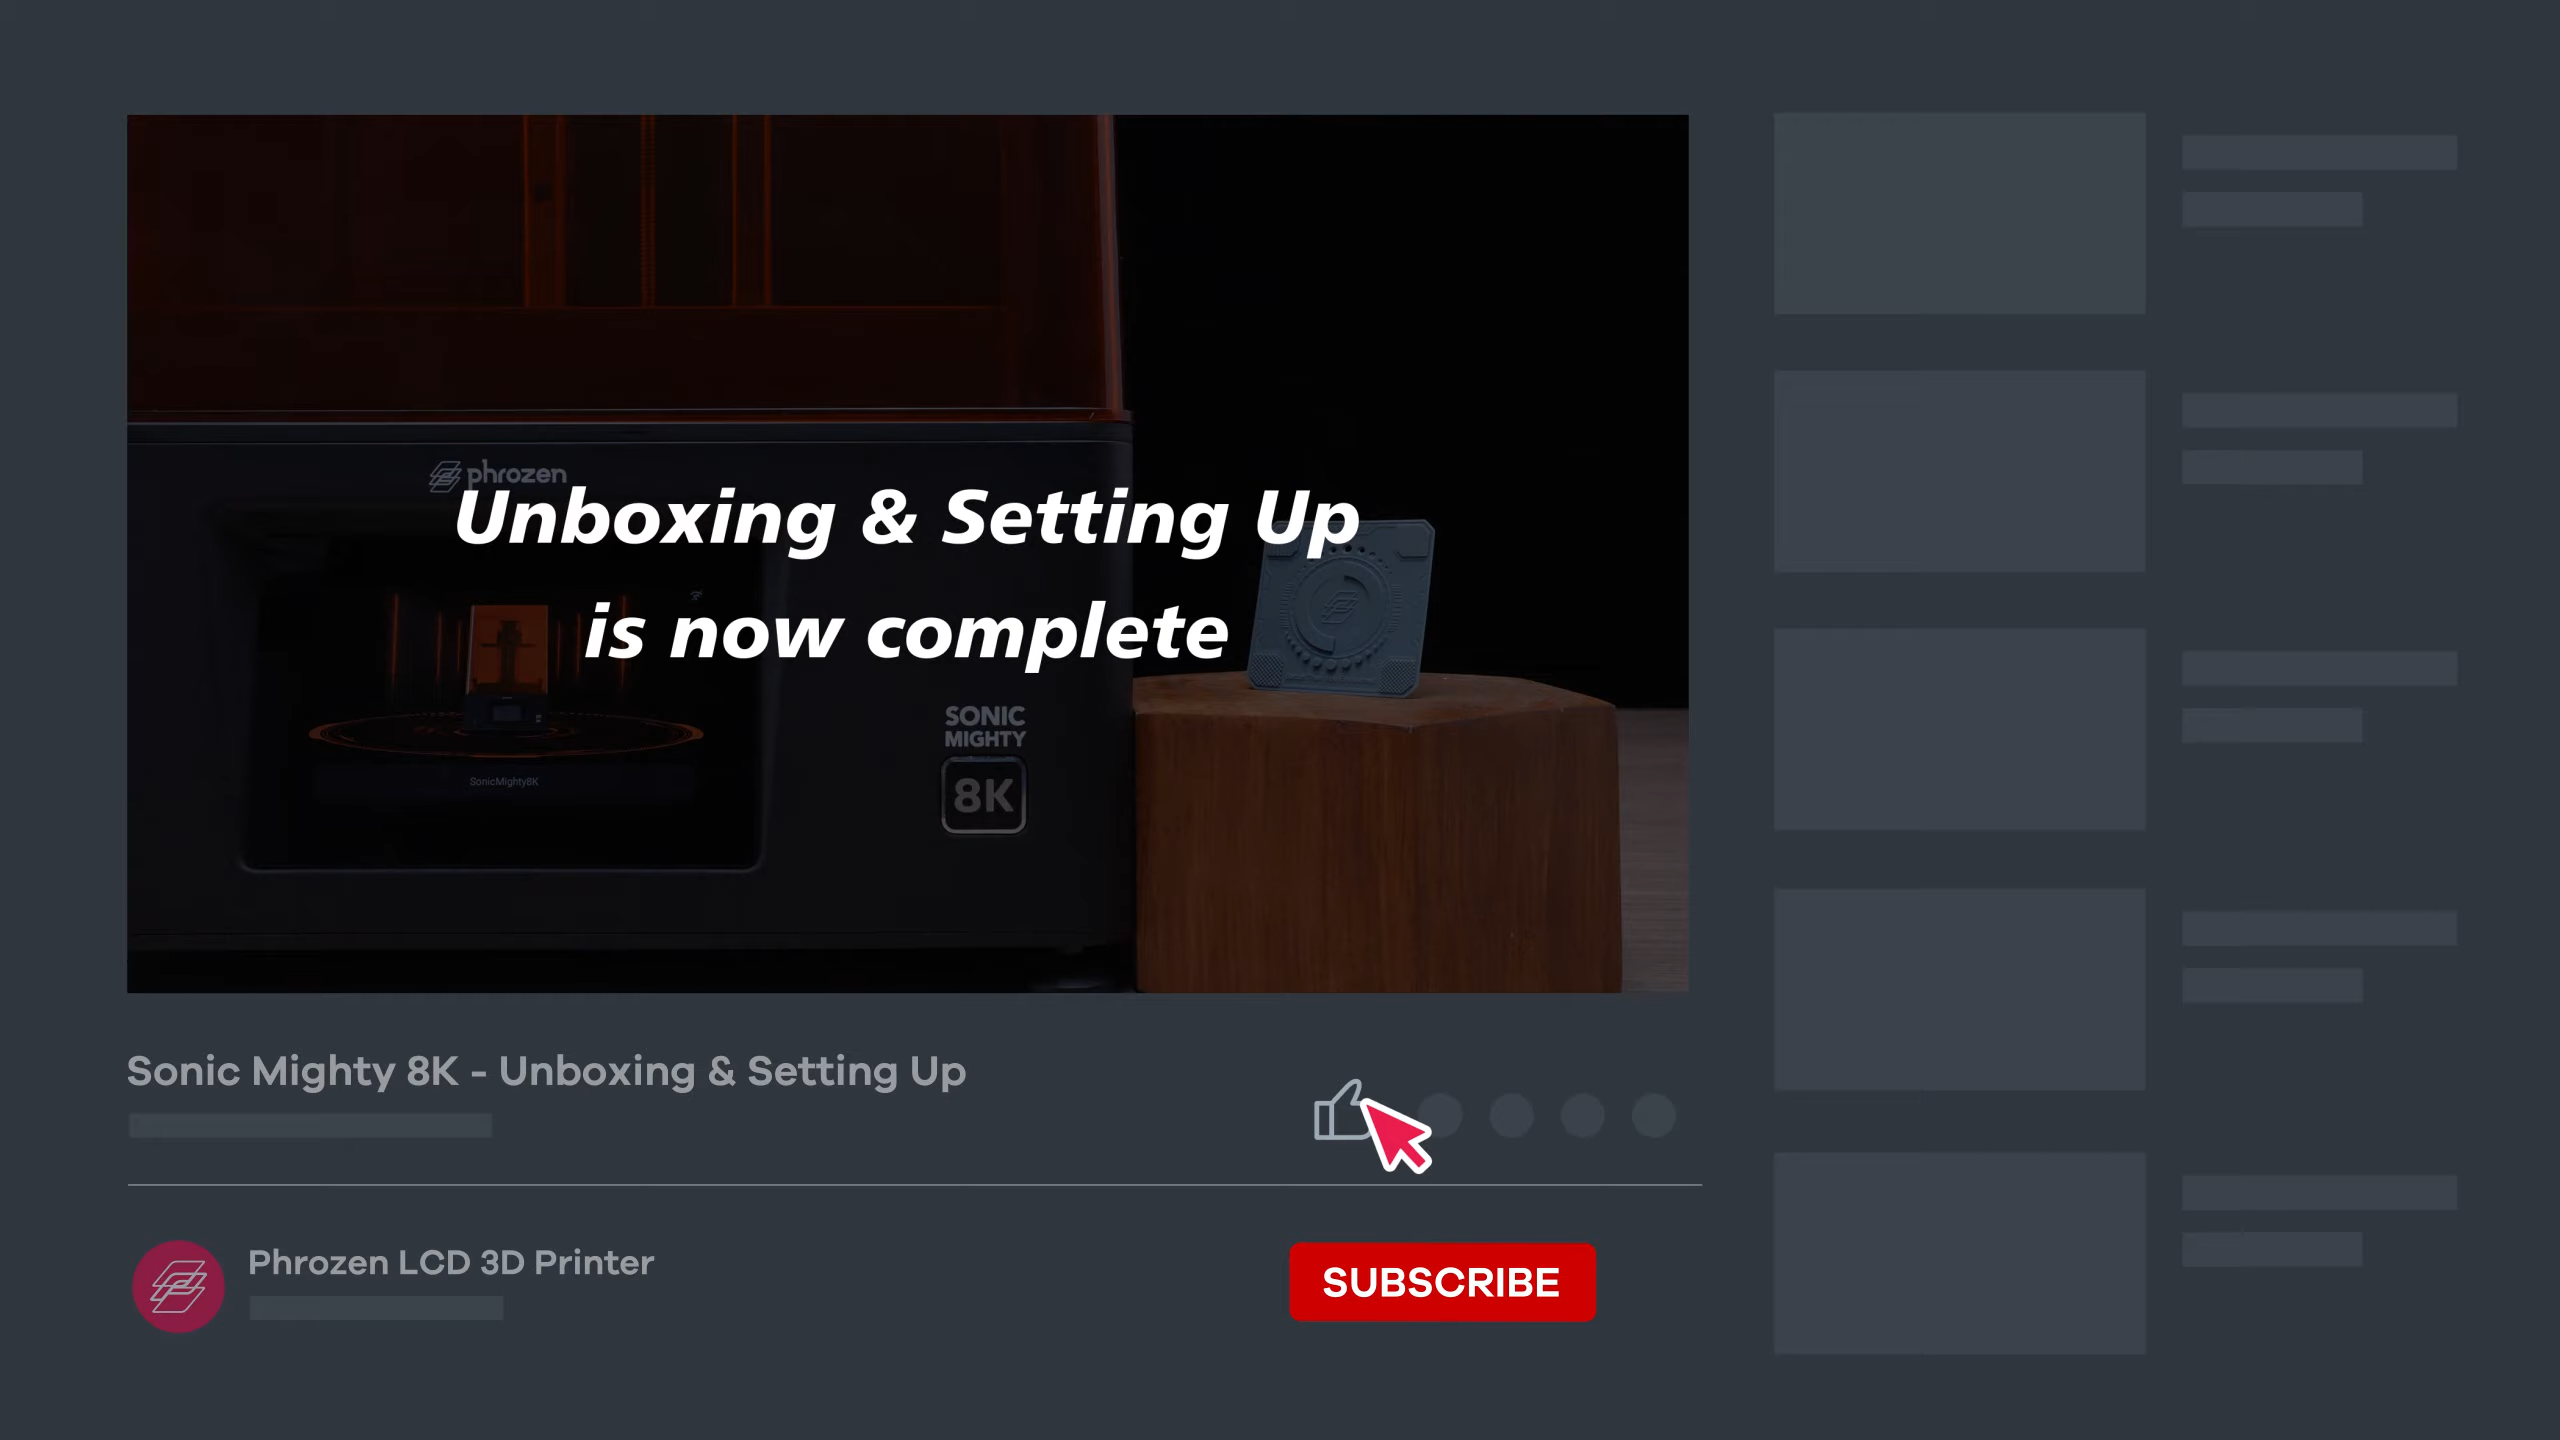 phrozen
Unboxing & Setting Up
is now complete
SONIC
MIGHTY
8K
SonicMighty8K
Sonic Mighty 8K - Unboxing & Setting Up
Phrozen LCD 3D Printer
SUBSCRIBE